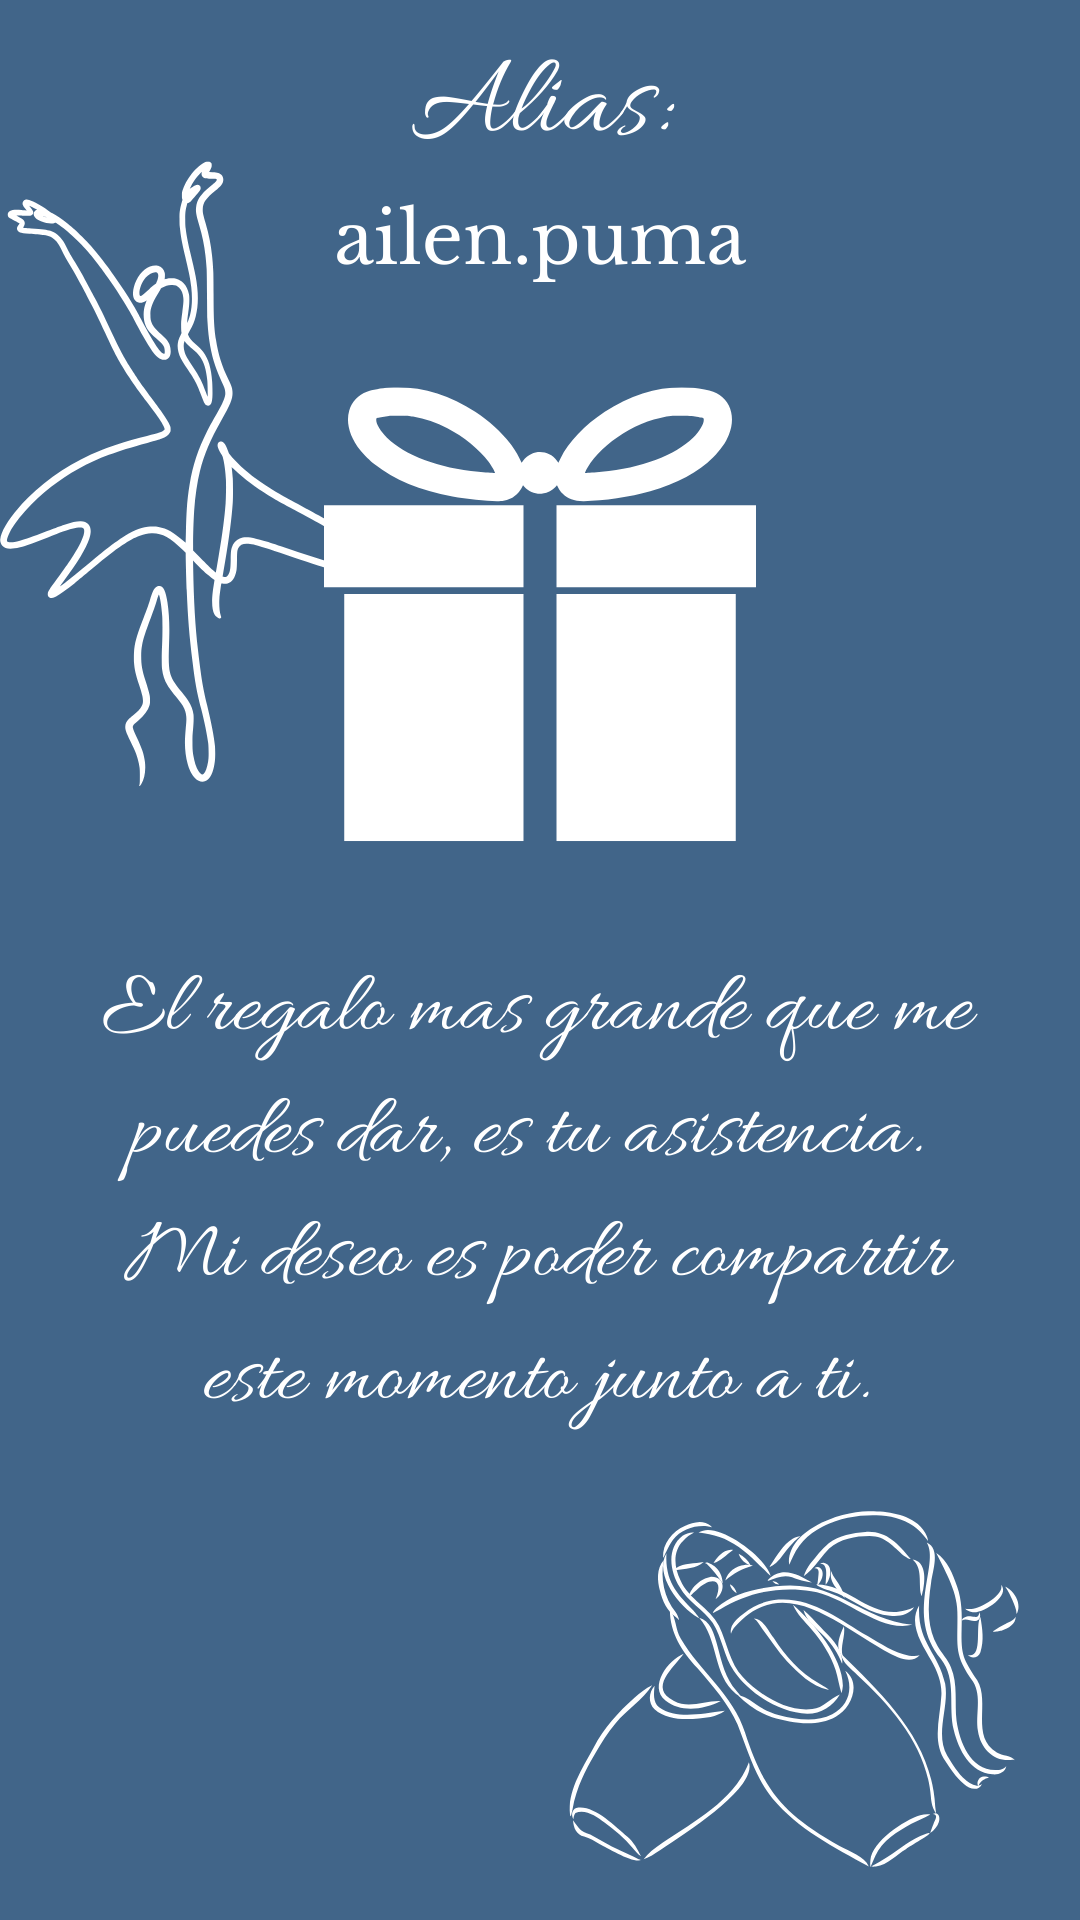 Alias:
ailen.puma
El regalo mas grande que me
puedes dar, es tu asistencia.
Mi deseo es poder compartir
este momento junto a ti.